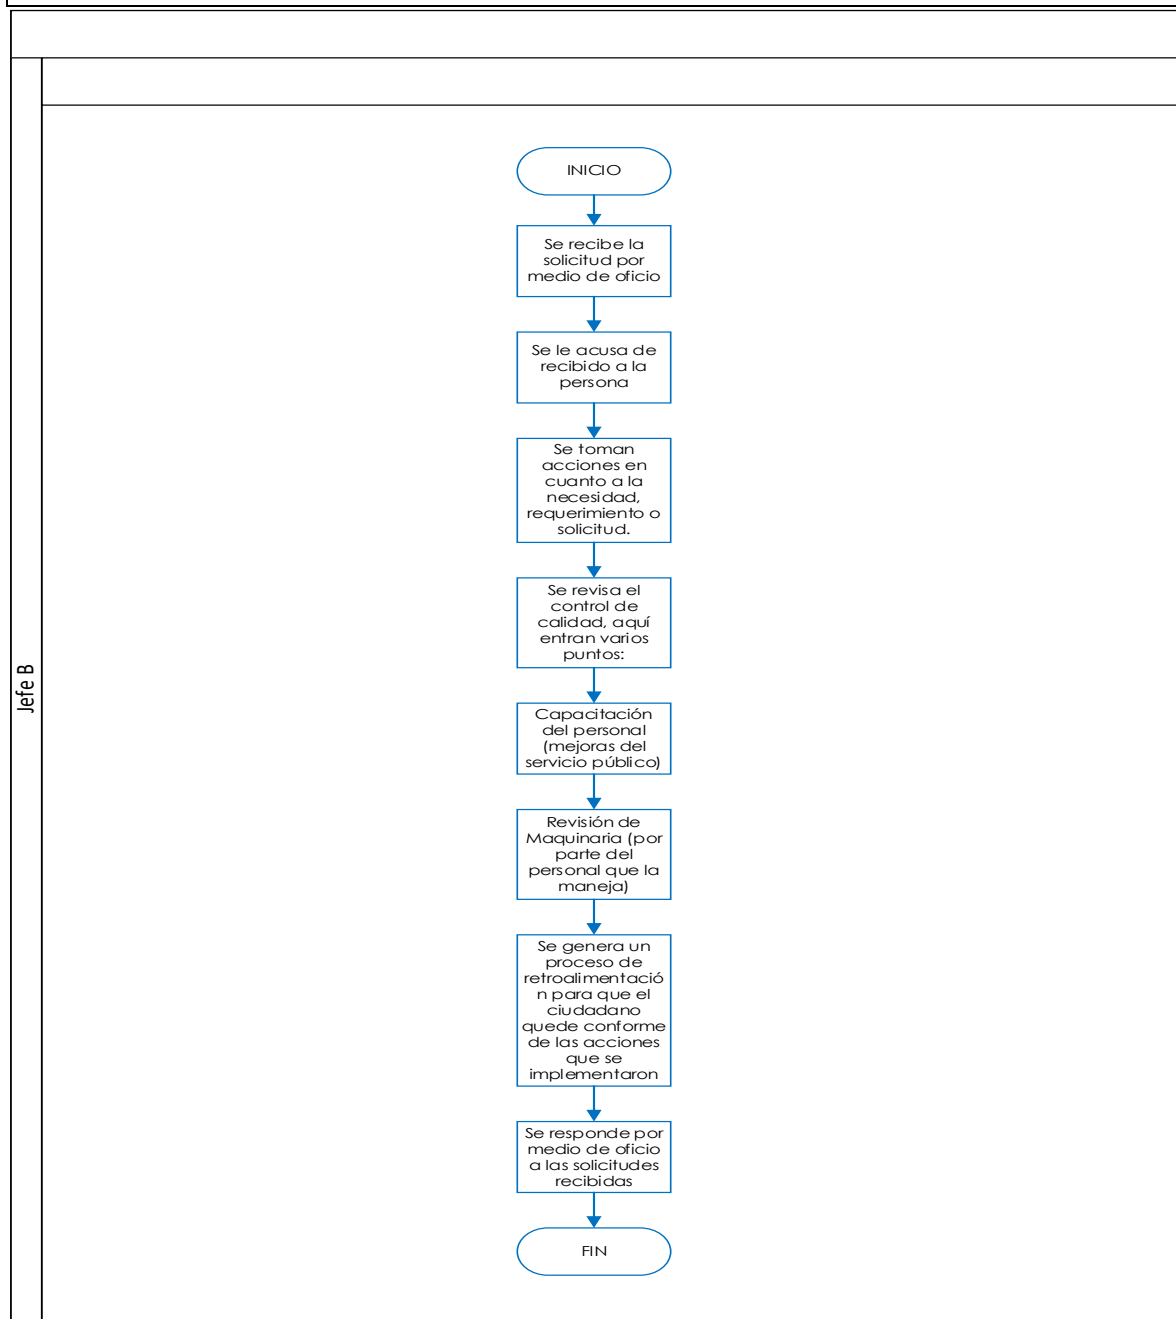 INICIO
Se recibe la
solicitud por
medio de oficio
Se le acusa de
recibido a la
persona
Se toman
acciones en
cuanto a la
necesidad,
requerimiento o
solicitud.
Se revisa el
control de
calidad, aquí
entran varios
puntos:
Jefe B
Capacitación
del personal
(mejoras del
servicio público)
Revisión de
Maquinaria (por
parte del
personal que la
maneja)
Se genera un
proceso de
retroalimentació
n para que el
ciudadano
quede conforme
de las acciones
que se
implementaron
Se responde por
medio de oficio
a las solicitudes
recibidas
FIN